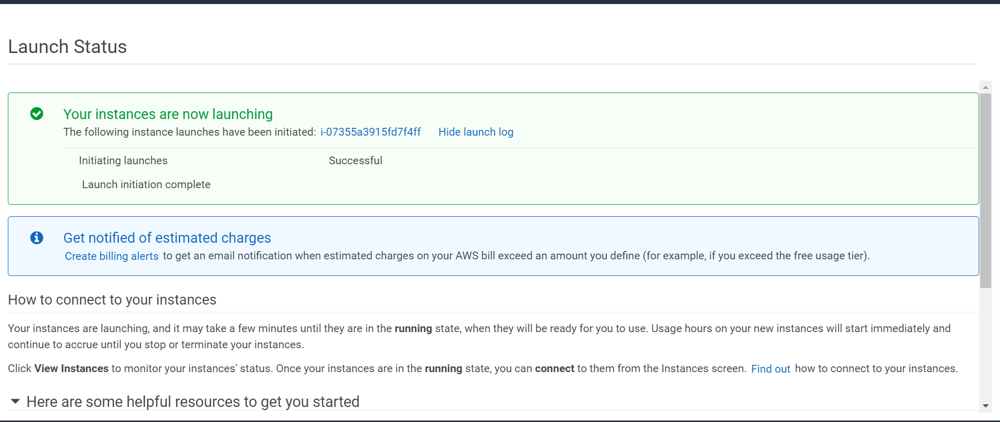 Launch Status
Your instances are now launching
The following instance launches have been initiated: i-07355a3915fd7f4ff Hide launch log
Initiating launches Successful
Launch initiation complete
Get notified of estimated charges
Create billing alerts to get an email notification when estimated charges on your AWS bill exceed an amount you define (for example, if you exceed the free usage tier).
How to connect to your instances
Your instances are launching, and it may take a few minutes until they are in the running state, when they will be ready for you to use. Usage hours on your new instances will start immediately and
continue to accrue until you stop or terminate your instances.
Click View Instances to monitor your instances' status. Once your instances are in the running state, you can connect to them from the Instances screen. Find out how to connect to your instances.
Here are some helpful resources to get you started